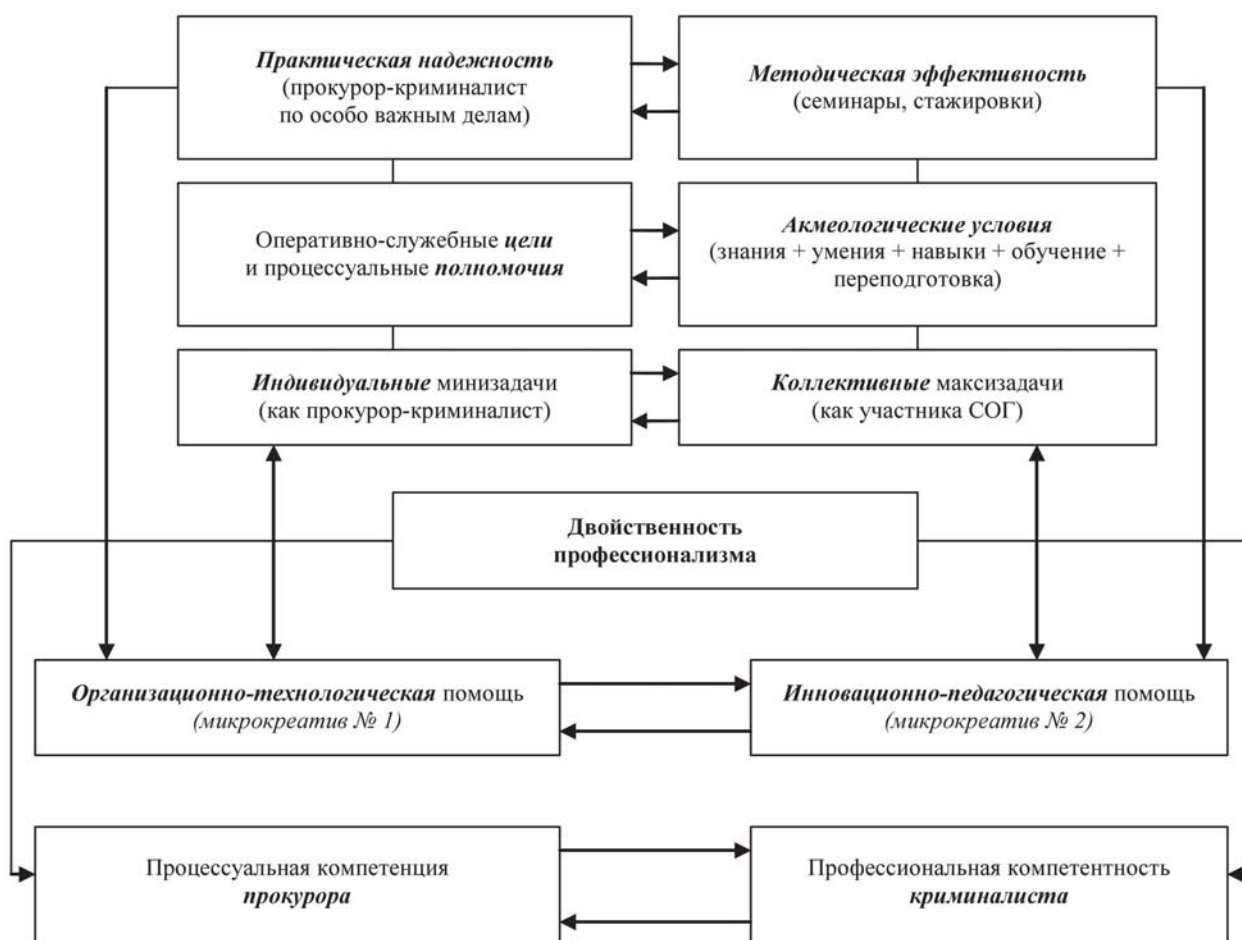 Практическая надежность
(прокурор-криминалист
по особо важным делам)
Методическая эффективность
(семинары, стажировки)
Оперативно-служебные цели
и процессуальные полномочия
Акмеологические условия
(знания + умения + навыки + обучение +
переподготовка)
Индивидуальные минизадачи
(как прокурор-криминалист)
Коллективные максизадачи
(как участника СОГ)
Двойственность
профессионализма
Организационно-технологическая помощь
(микрокреатив № 1)
Инновационно-педагогическая помощь
(микрокреатив № 2)
Процессуальная компетенция
прокурора
Профессиональная компетентность
криминалиста